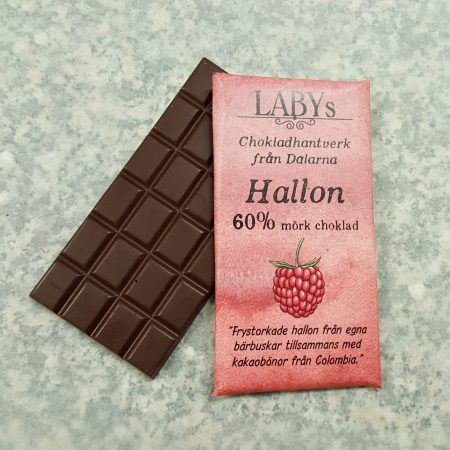 LABYs
Chokladhantverk
från Dalarna
Hallon
60% mörk choklad
"Frystorkade hallon från egna
bärbuskar tillsammans med
kakaobönor från Colombia."